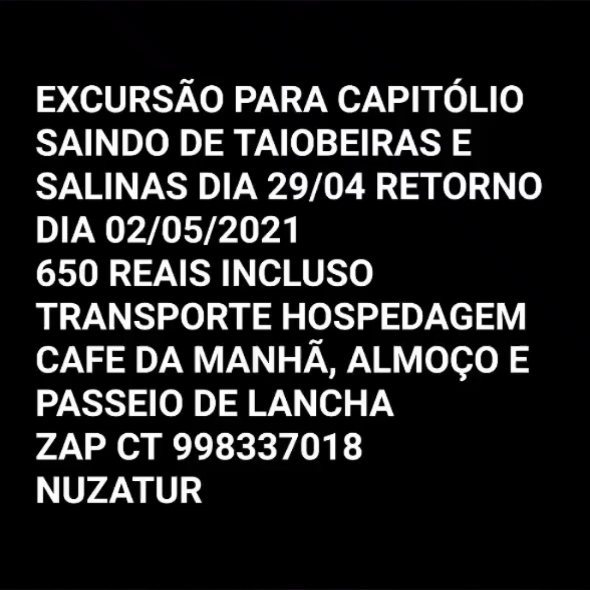 EXCURSÃO PARA CAPITÓLIO
SAINDO DE TAIOBEIRAS E
SALINAS DIA 29/04 RETORNO
DIA 02/05/2021
650 REAIS INCLUSO
TRANSPORTE HOSPEDAGEM
CAFE DA MANHÃ, ALMOÇO E
PASSEIO DE LANCHA
ZAP CT 998337018
NUZATUR